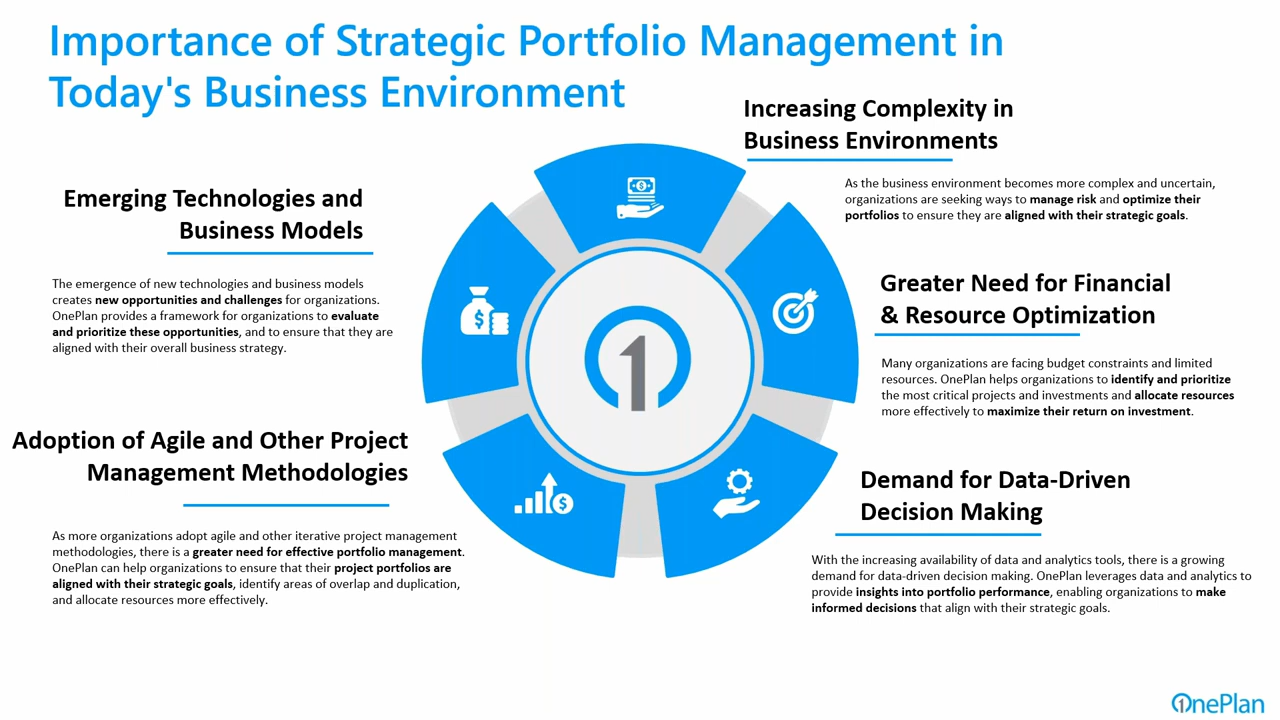 Importance of Strategic Portfolio Management in
Today's Business Environment
Increasing Complexity in
Business Environments
As the business environment becomes more complex and uncertain,
organizations are seeking ways to manage risk and optimize their
portfolios to ensure they are aligned with their strategic goals.
Greater Need for Financial
& Resource Optimization
Many organizations are facing budget constraints and limited
resources. OnePlan helps organizations to identify and prioritize
the most critical projects and investments and allocate resources
more effectively to maximize their return on investment.
Demand for Data-Driven
Decision Making
With the increasing availability of data and analytics tools, there is a growing
demand for data-driven decision making. OnePlan leverages data and analytics to
provide insights into portfolio performance, enabling organizations to make
informed decisions that align with their strategic goals.
Adoption of Agile and Other Project
Management Methodologies
As more organizations adopt agile and other iterative project management
methodologies, there is a greater need for effective portfolio management.
OnePlan can help organizations to ensure that their project portfolios are
aligned with their strategic goals, identify areas of overlap and duplication,
and allocate resources more effectively.
Emerging Technologies and
Business Models
The emergence of new technologies and business models
creates new opportunities and challenges for organizations.
OnePlan provides a framework for organizations to evaluate
and prioritize these opportunities, and to ensure that they are
aligned with their overall business strategy.
1
OnePlan